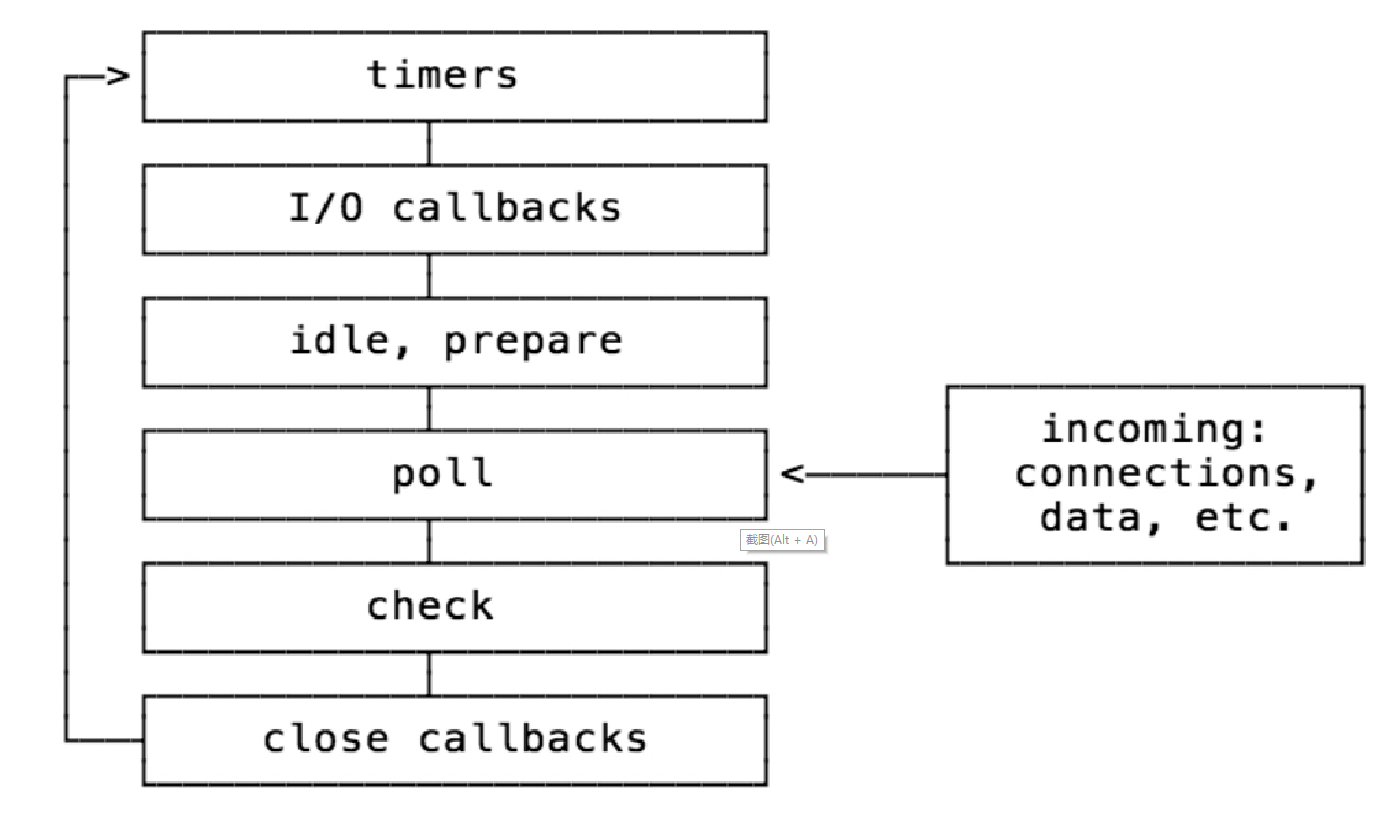 timers
I/O callbacks
idle, prepare
poll
incoming:
connections,
data, etc.
截图(Alt + A)
check
close callbacks